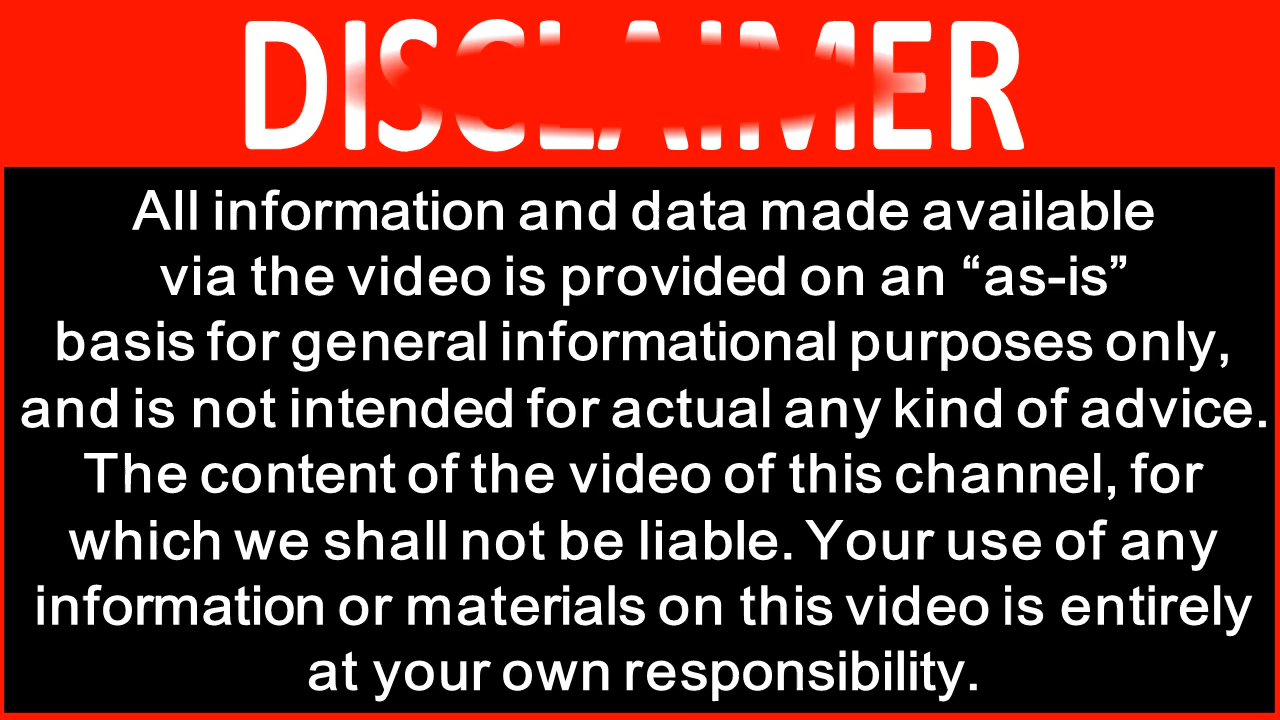 DISCLAIMER
All information and data made available
via the video is provided on an “as-is”
basis for general informational purposes only,
and is not intended for actual any kind of advice.
The content of the video of this channel, for
which we shall not be liable. Your use of any
information or materials on this video is entirely
at your own responsibility.